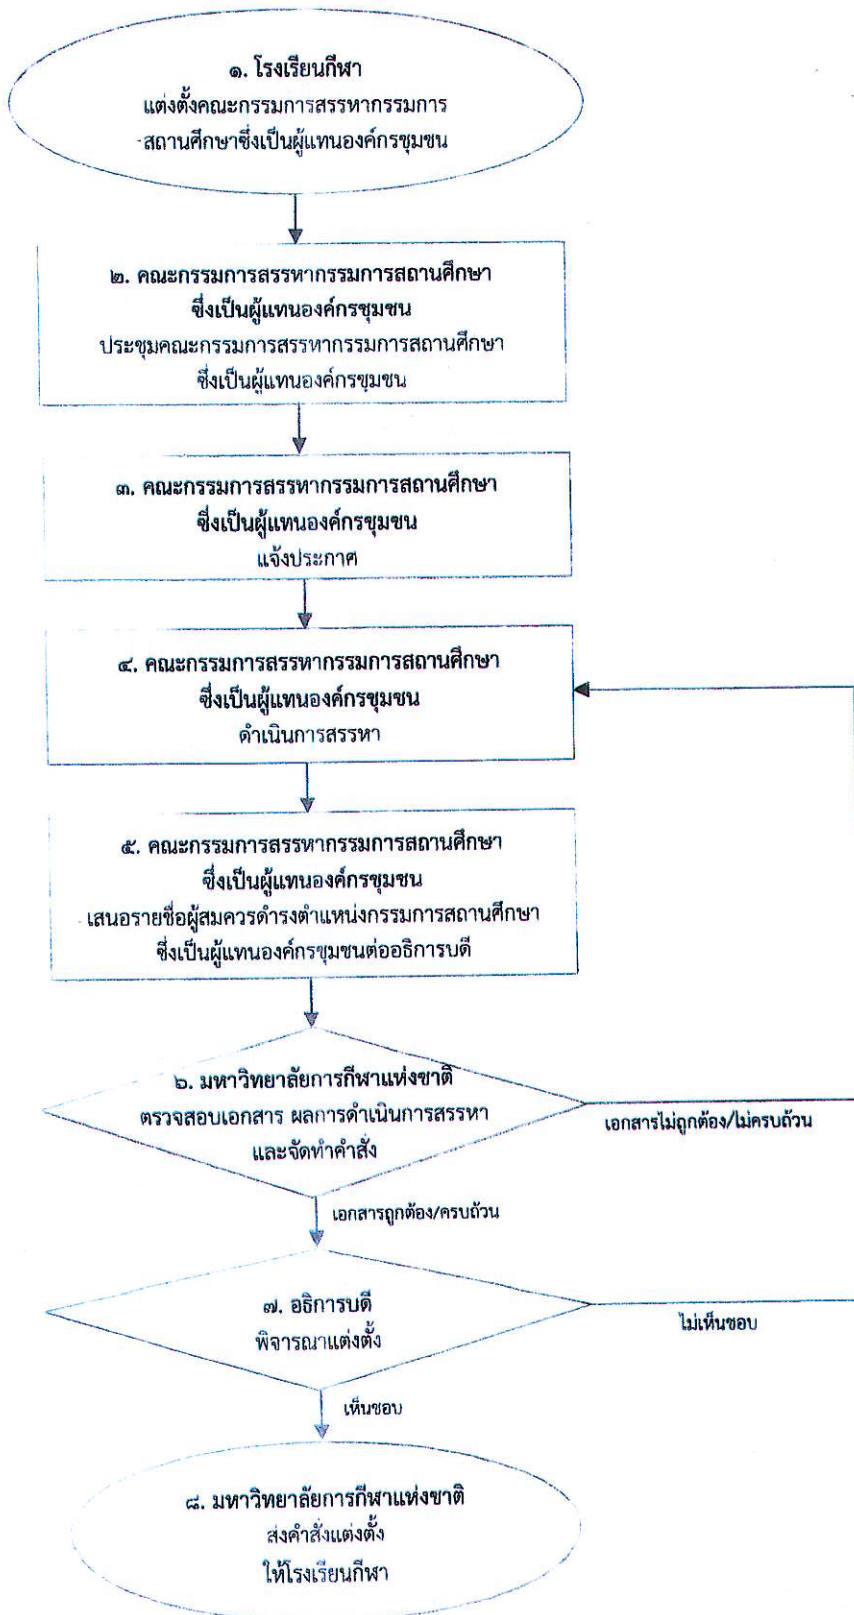 ๑. โรงเรียนกีฬา
แต่งตั้งคณะกรรมการสรรหากรรมการ
สถานศึกษาซึ่งเป็นผู้แทนองค์กรชุมชน
๒. คณะกรรมการสรรหากรรมการสถานศึกษา
ซึ่งเป็นผู้แทนองค์กรชุมชน
ประชุมคณะกรรมการสรรหากรรมการสถานศึกษา
ซึ่งเป็นผู้แทนองค์กรชุมชน
๓. คณะกรรมการสรรหากรรมการสถานศึกษา
ซึ่งเป็นผู้แทนองค์กรชุมชน
แจ้งประกาศ
๔. คณะกรรมการสรรหากรรมการสถานศึกษา
ซึ่งเป็นผู้แทนองค์กรชุมชน
ดำเนินการสรรหา
๕. คณะกรรมการสรรหากรรมการสถานศึกษา
ซึ่งเป็นผู้แทนองค์กรชุมชน
เสนอรายชื่อผู้สมควรดำรงตำแหน่งกรรมการสถานศึกษา
ซึ่งเป็นผู้แทนองค์กรชุมชนต่ออธิการบดี
๖. มหาวิทยาลัยการกีฬาแห่งชาติ
ตรวจสอบเอกสาร ผลการดำเนินการสรรหา
และจัดทำคำสั่ง
เอกสารไม่ถูกต้อง/ไม่ครบถ้วน
เอกสารถูกต้อง/ครบถ้วน
๗. อธิการบดี
พิจารณาแต่งตั้ง
ไม่เห็นชอบ
เห็นชอบ
๘. มหาวิทยาลัยการกีฬาแห่งชาติ
ส่งคำสั่งแต่งตั้ง
ให้โรงเรียนกีฬา